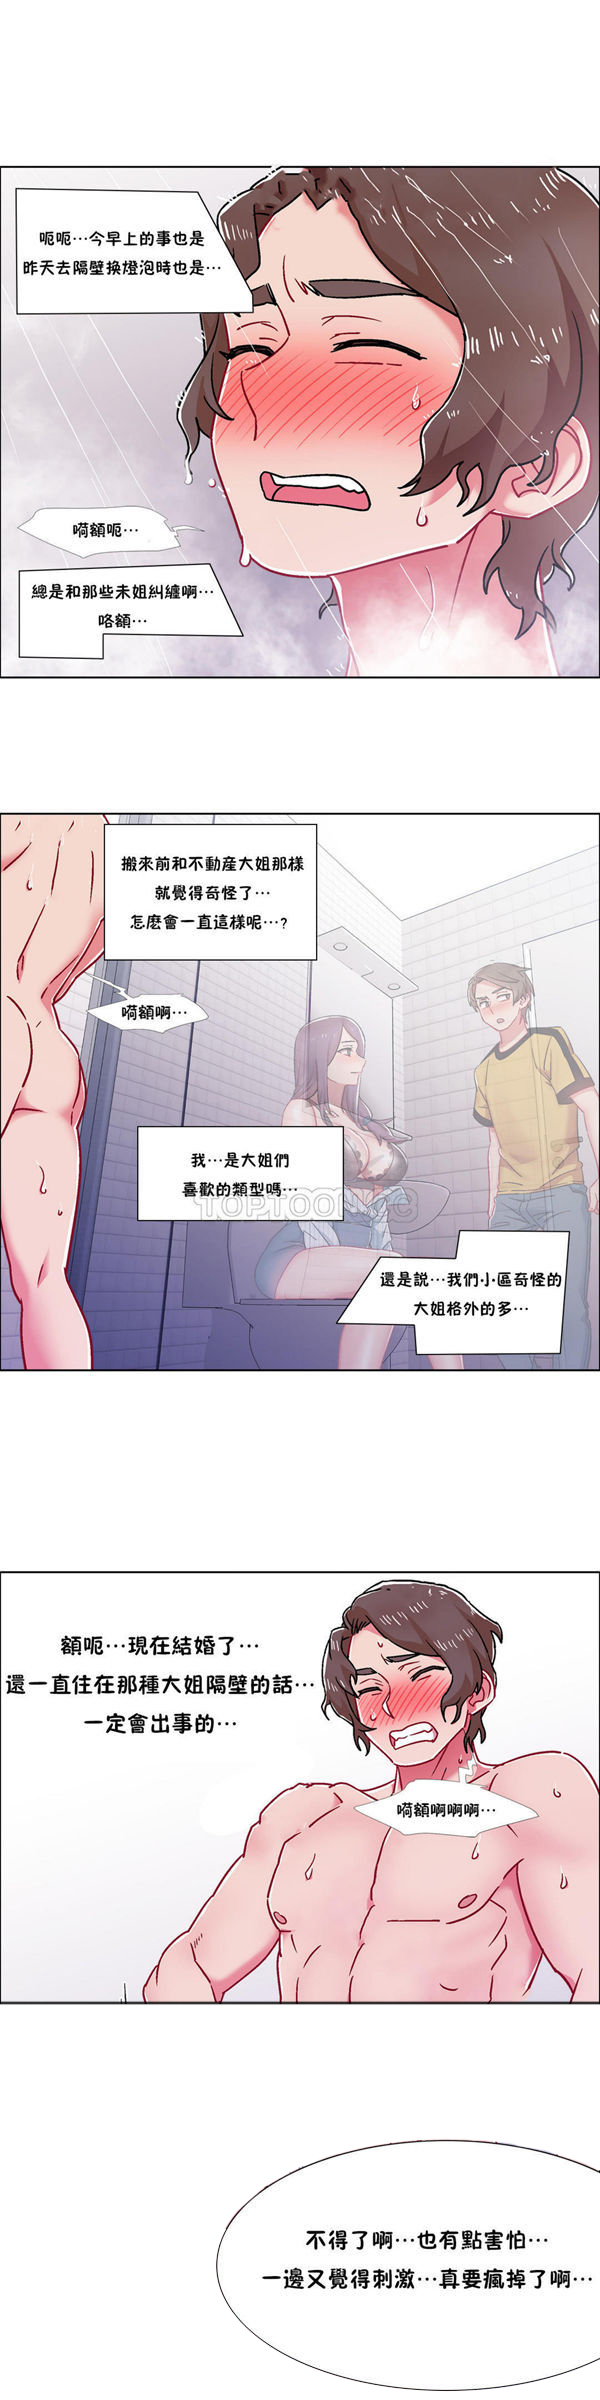 呃呃⋯今早上的事也是
昨天去隔壁換燈泡時也是⋯
嗬額呃⋯
總是和那些未姐糾纏啊⋯
咯額⋯
搬來前和不動產大姐那樣
就覺得奇怪了⋯
怎麼會一直這樣呢⋯?
嗬額啊⋯
我⋯是大姐們
喜歡的類型嗎⋯
還是說⋯我們小區奇怪的
大姐格外的多⋯
額呃⋯現在結婚了⋯
還一直住在那種大姐隔壁的話⋯
一定會出事的⋯
嗬額啊啊啊⋯
不得了啊⋯也有點害怕⋯
一邊又覺得刺激⋯真要瘋掉了啊⋯